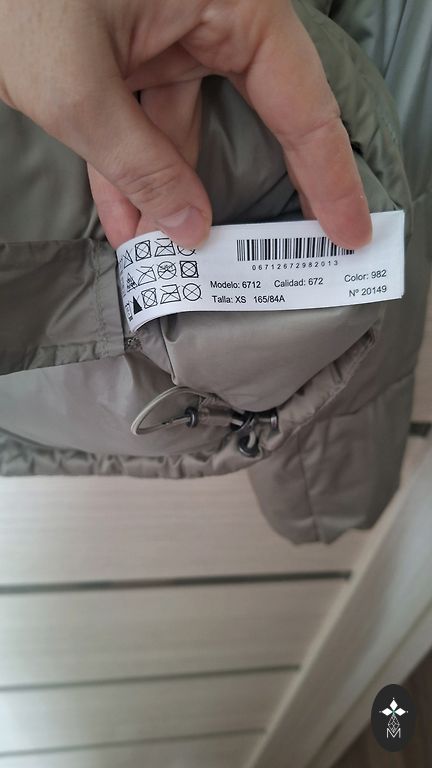 06712672982013
Modelo: 6712 Calidad: 672 Color: 982
Talla: XS 165/84A Nº 20149
M